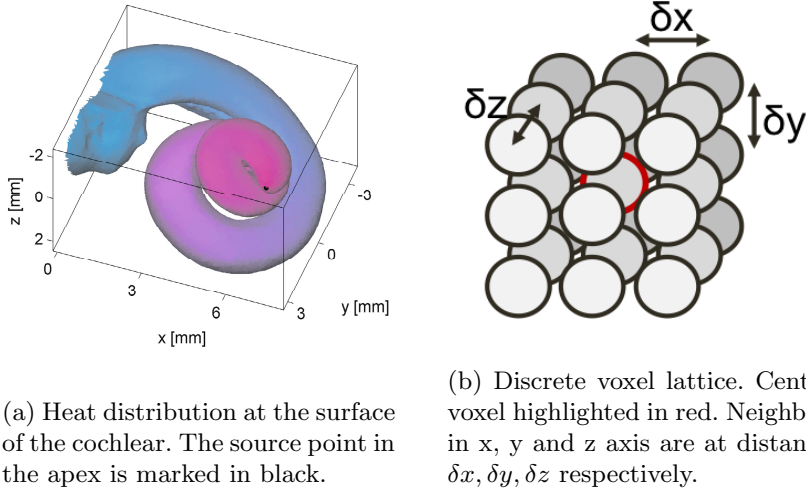 δx
δy
δz
-2
0
2
z [mm]
0
3
6
x [mm]
-3
0
3
y [mm]
(a) Heat distribution at the surface
of the cochlear. The source point in
the apex is marked in black.
(b) Discrete voxel lattice. Cent
voxel highlighted in red. Neighb
in x, y and z axis are at distan
δx, δy, δz respectively.